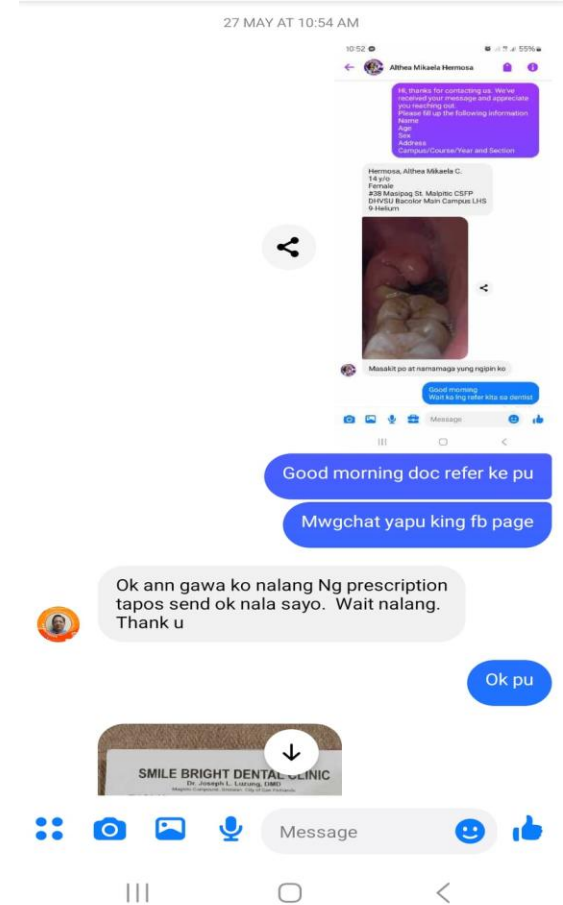 27 MAY AT 10:54 AM
10:52
55%
Althea Mikaela Hermosa
Hi, thanks for contacting us. We've
received your message and appreciate
you reaching out.
Please fill up the following information
Name
Age
Sex
Address
Campus/Course/Year and Section
Hermosa, Althea Mikaela C.
14 y/o
Female
#38 Masipag St. Malpitic CSFP
DHVSU Bacolor Main Campus LHS
9-Helium
Masakit po at namamaga yung ngipin ko
Good morning
Wait ka lng refer kita sa dentist
Message
Good morning doc refer ke pu
Mwgchat yapu king fb page
Ok ann gawa ko nalang Ng prescription
tapos send ok nala sayo. Wait nalang.
Thank u
Ok pu
SMILE BRIGHT DENTAL CLINIC
Dr. Joseph L. Luzung, DMD
Message